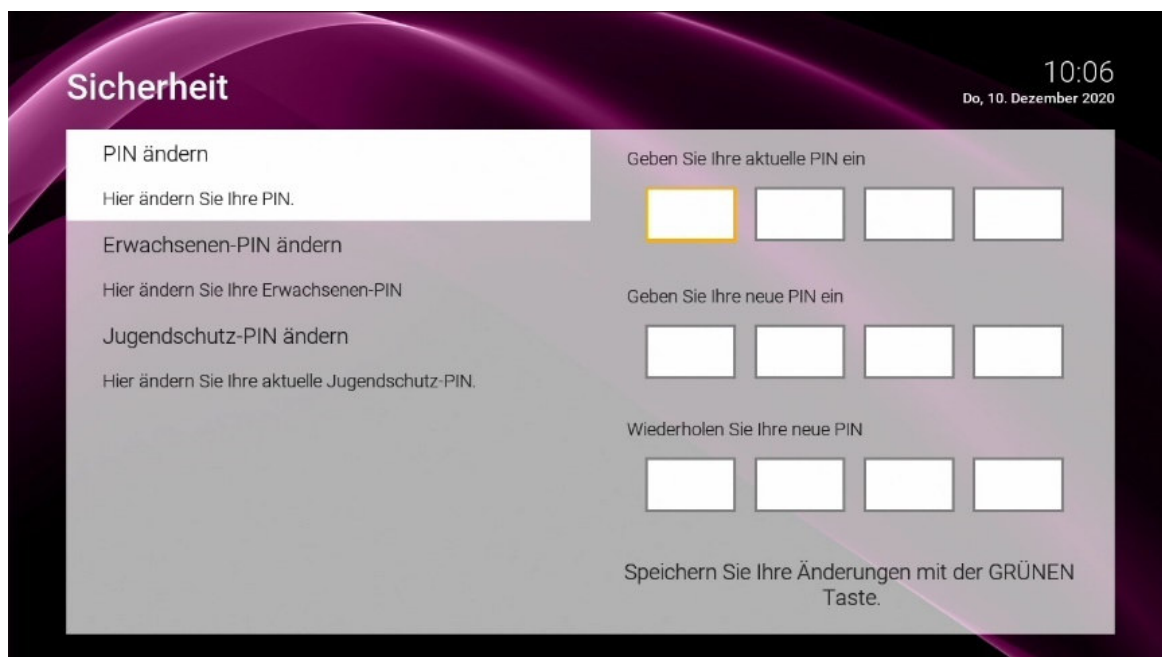 Sicherheit
10:06
Do, 10. Dezember 2020
PIN ändern
Hier ändern Sie Ihre PIN.
Erwachsenen-PIN ändern
Hier ändern Sie Ihre Erwachsenen-PIN
Jugendschutz-PIN ändern
Hier ändern Sie Ihre aktuelle Jugendschutz-PIN.
Geben Sie Ihre aktuelle PIN ein
Geben Sie Ihre neue PIN ein
Wiederholen Sie Ihre neue PIN
Speichern Sie Ihre Änderungen mit der GRÜNEN
Taste.